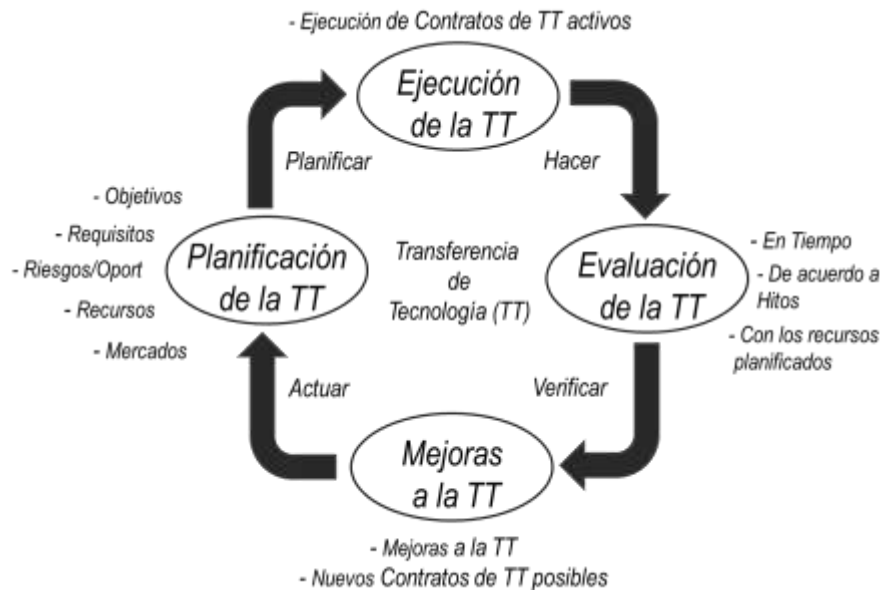 - Ejecución de Contratos de TT activos
Ejecución
de la TT
Planificar
Hacer
- Objetivos
- Requisitos
- Riesgos/Oport
- Recursos
- Mercados
Planificación
de la TT
Transferencia
de
Tecnología (TT)
Evaluación
de la TT
- En Tiempo
- De acuerdo a
Hitos
- Con los recursos
planificados
Actuar
Verificar
Mejoras
a la TT
- Mejoras a la TT
- Nuevos Contratos de TT posibles